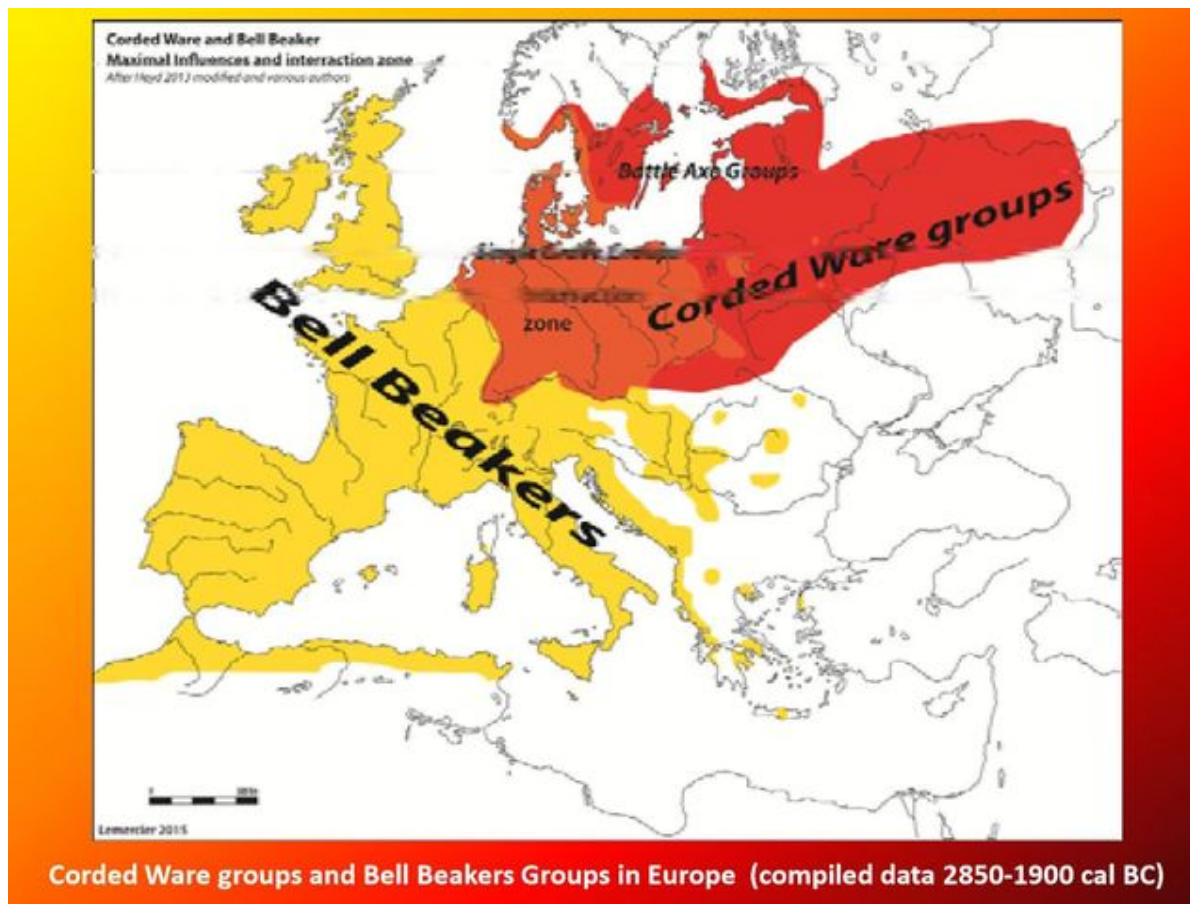 Corded Ware and Bell Beaker
Maximal Influences and interraction zone
After Heyd 2013 modified and various authors
Battle Axe Groups
Corded Ware groups
zone
Bell Beakers
0
Lemercier 2015
Corded Ware groups and Bell Beakers Groups in Europe (compiled data 2850-1900 cal BC)